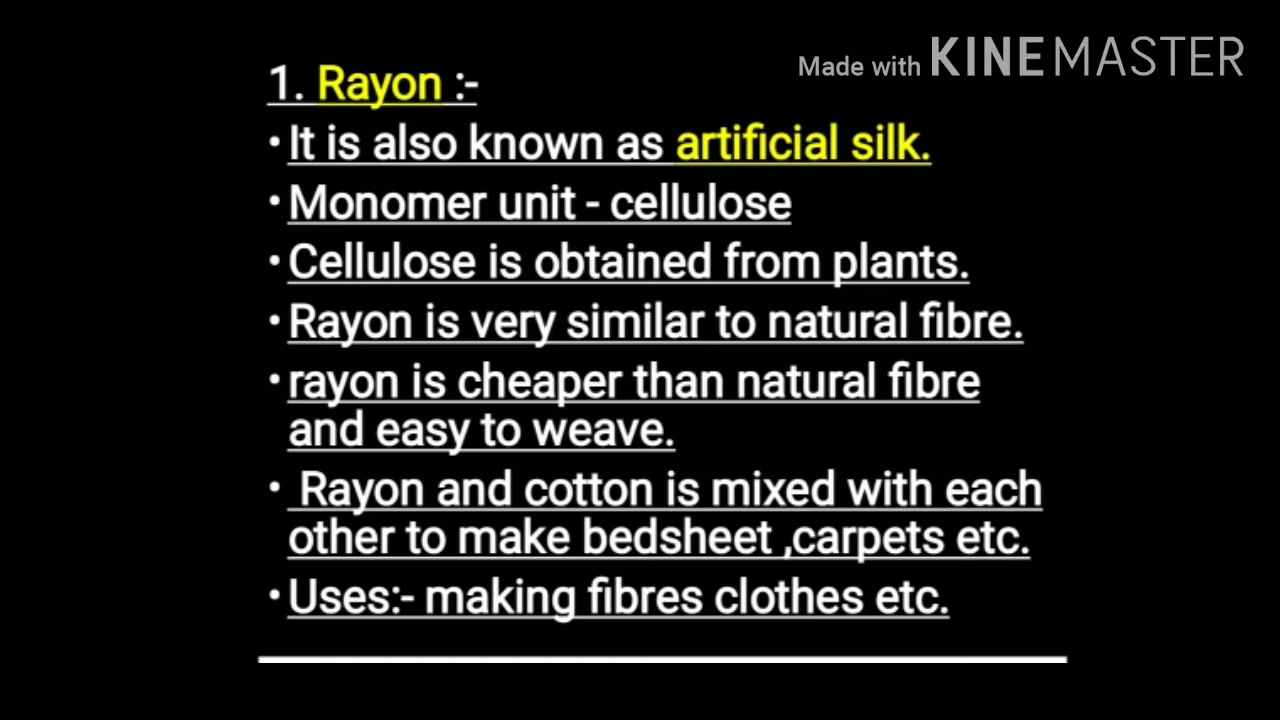 Made with KINEMASTER
1. Rayon :-
•It is also known as artificial silk.
•Monomer unit - cellulose
•Cellulose is obtained from plants.
•Rayon is very similar to natural fibre.
•rayon is cheaper than natural fibre
and easy to weave.
• Rayon and cotton is mixed with each
other to make bedsheet ,carpets etc.
•Uses:- making fibres clothes etc.